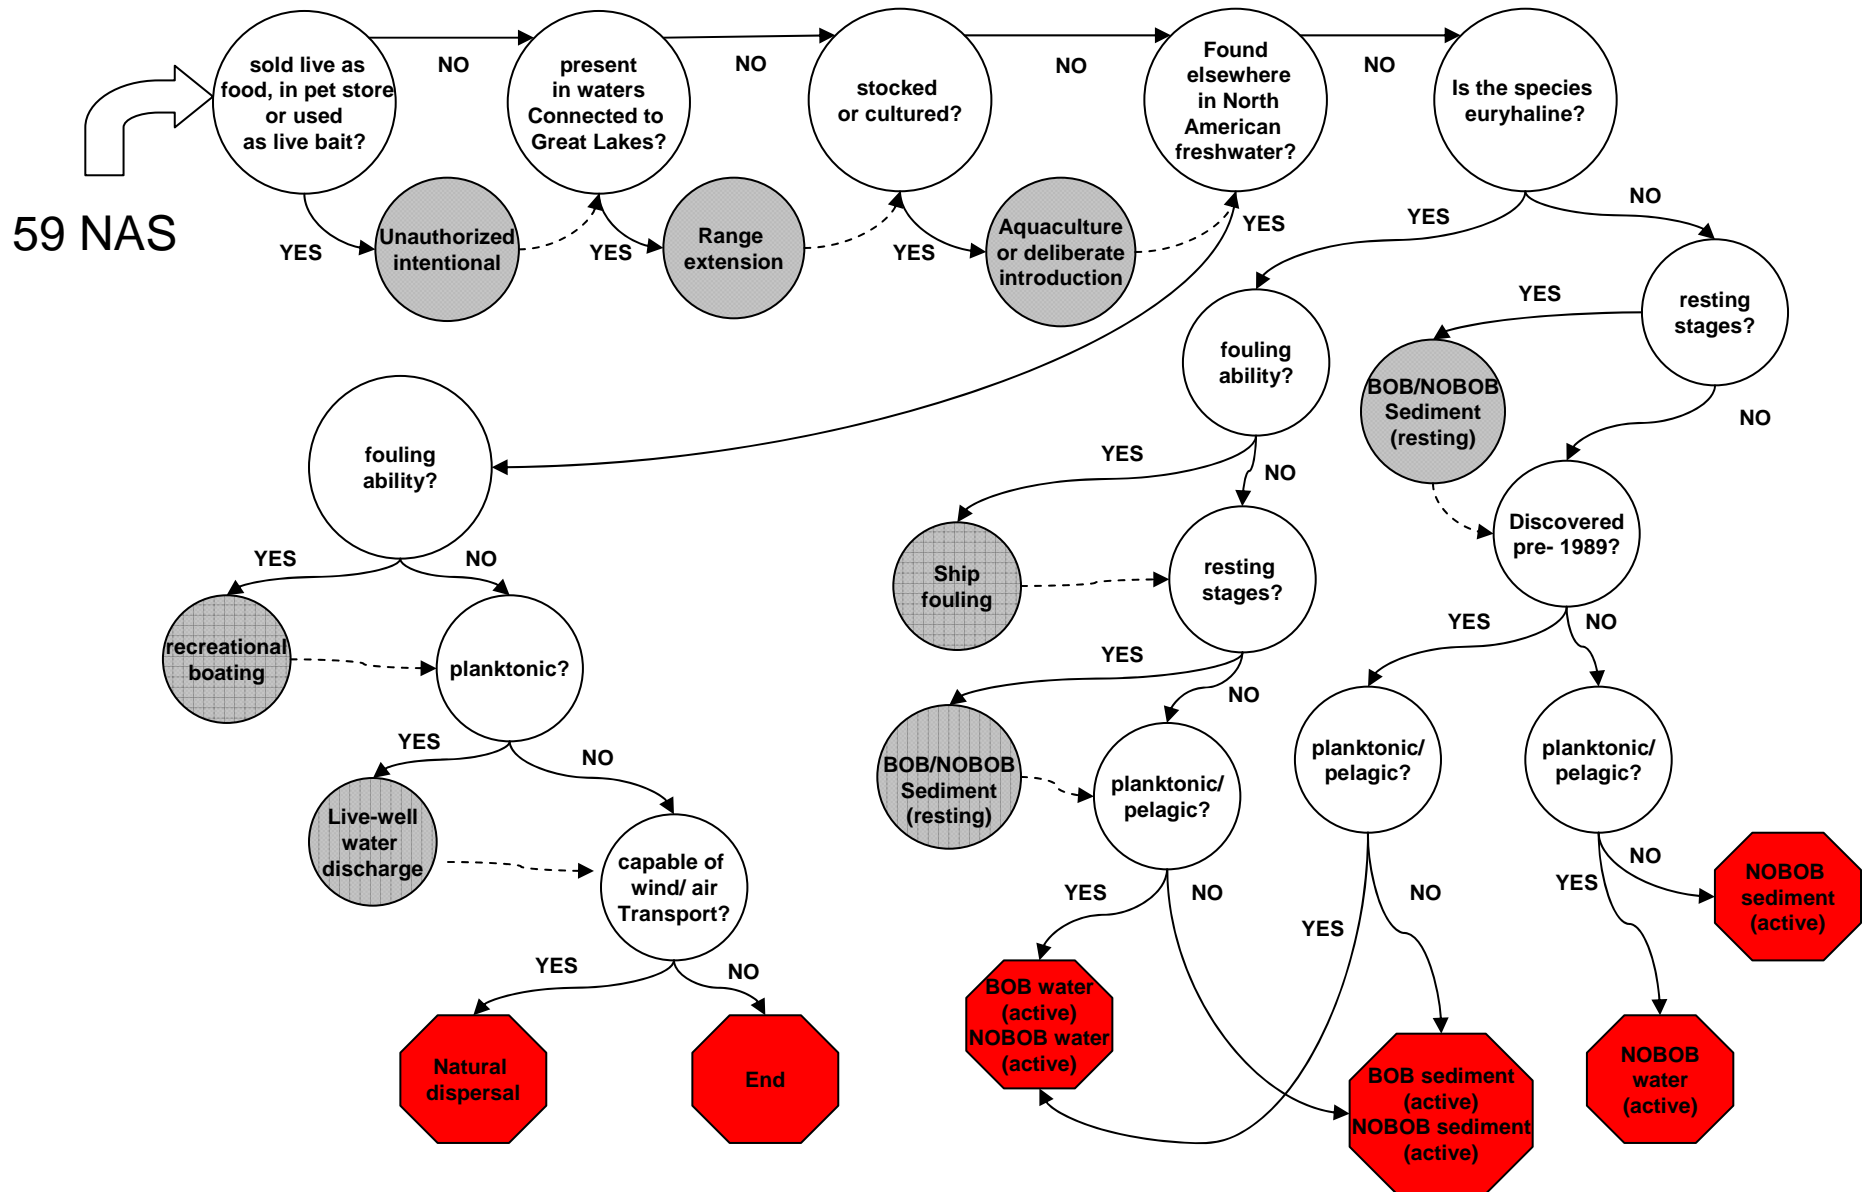 sold live as
food, in pet store
or used
as live bait?
NO
present
in waters
Connected to
Great Lakes?
NO
stocked
or cultured?
NO
Found
elsewhere
in North
American
freshwater?
NO
Is the species
euryhaline?
59 NAS
YES
Unauthorized
intentional
YES
Range
extension
YES
Aquaculture
or deliberate
introduction
YES
YES
NO
fouling
ability?
YES
resting
stages?
BOB/NOBOB
Sediment
(resting)
NO
fouling
ability?
YES
NO
Ship
fouling
resting
stages?
Discovered
pre- 1989?
YES
NO
recreational
boating
planktonic?
YES
NO
YES
NO
BOB/NOBOB
Sediment
(resting)
planktonic/
pelagic?
planktonic/
pelagic?
planktonic/
pelagic?
YES
NO
Live-well
water
discharge
capable of
wind/ air
Transport?
YES
NO
YES
NO
YES
NO
NOBOB
sediment
(active)
YES
NO
Natural
dispersal
End
BOB water
(active)
NOBOB water
(active)
BOB sediment
(active)
NOBOB sediment
(active)
NOBOB
water
(active)